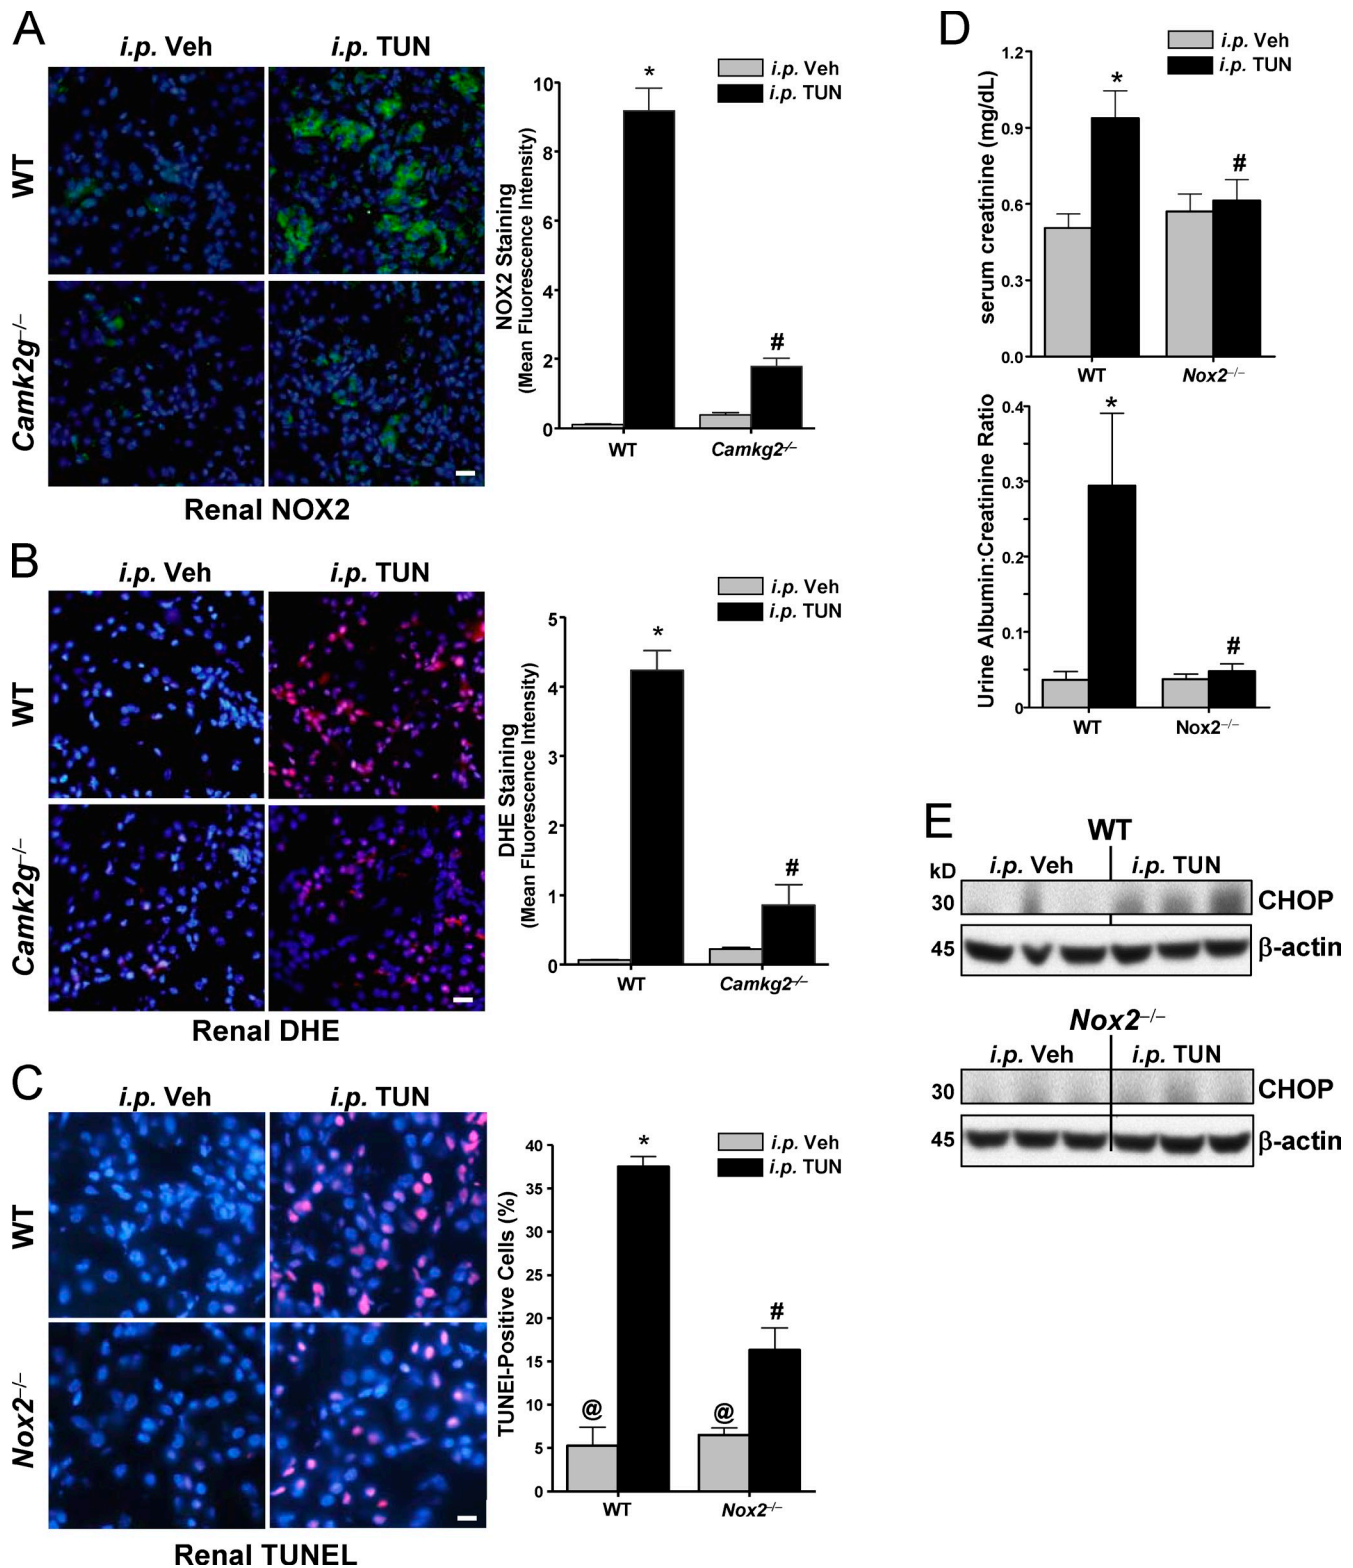 A
i.p. Veh
i.p. TUN
WT
Camk2g–/–
Renal NOX2
NOX2 Staining
(Mean Fluorescence Intensity)
10
8
6
4
2
0
*
#
i.p. Veh
i.p. TUN
WT
Camkg2-/–
B
i.p. Veh
i.p. TUN
WT
Camk2g–/–
Renal DHE
DHE Staining
(Mean Fluorescence Intensity)
5
4
3
2
1
0
*
#
i.p. Veh
i.p. TUN
WT
Camkg2-/–
C
i.p. Veh
i.p. TUN
WT
Nox2–/–
Renal TUNEL
TUNEl-Positive Cells (%)
40
35
30
25
20
15
10
5
0
@
*
@
#
i.p. Veh
i.p. TUN
WT
Nox2–/–
D
i.p. Veh
i.p. TUN
serum creatinine (mg/dL)
1.2
0.9
0.6
0.3
0.0
*
#
WT
Nox2–/–
Urine Albumin:Creatinine Ratio
0.4
0.3
0.2
0.1
0
*
#
WT
Nox2–/–
E
WT
kD
i.p. Veh
i.p. TUN
30
CHOP
45
β-actin
Nox2–/–
i.p. Veh
i.p. TUN
30
CHOP
45
β-actin